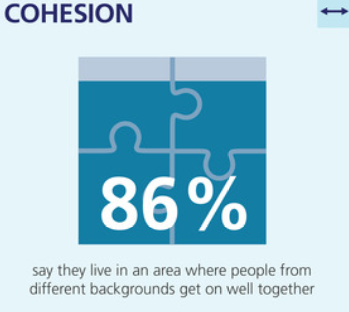 COHESION
86%
say they live in an area where people from
different backgrounds get on well together